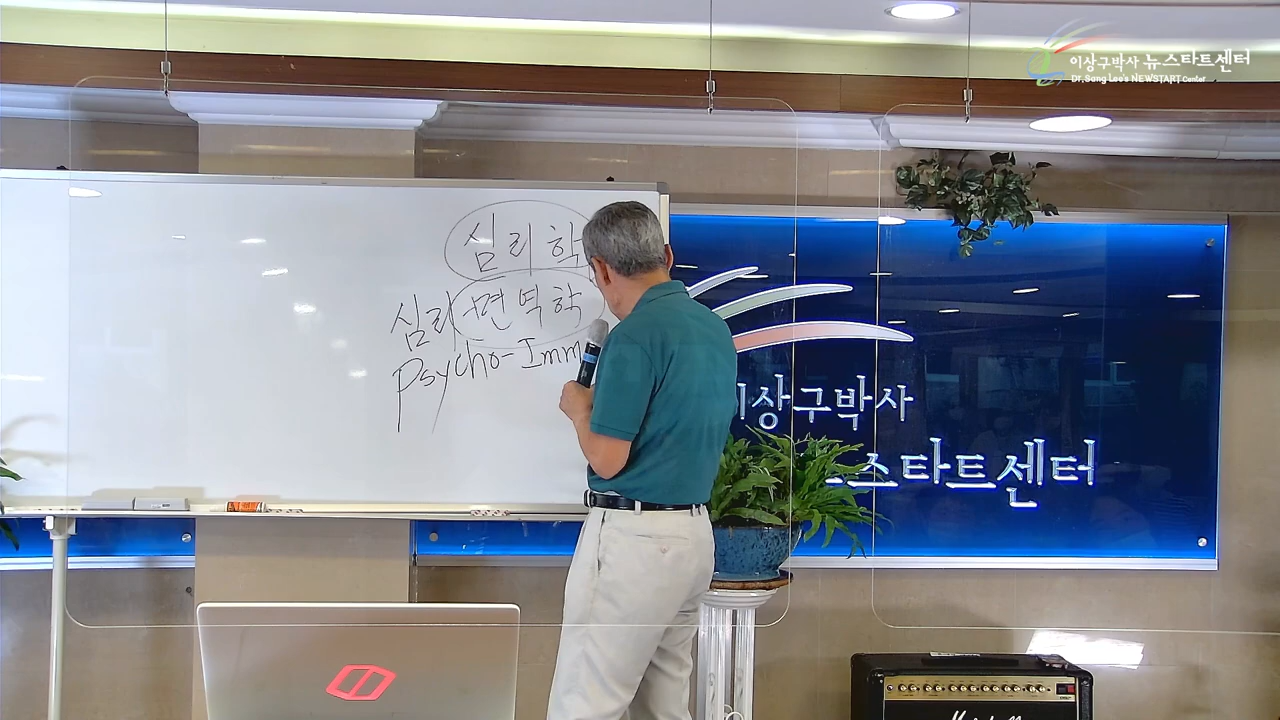 이상구박사 뉴스타트센터
Dr. Sang Lee's NEWSTART Center
심리학
심리면역학
Psycho-Imm
이상구박사
스타트센터
Marshall